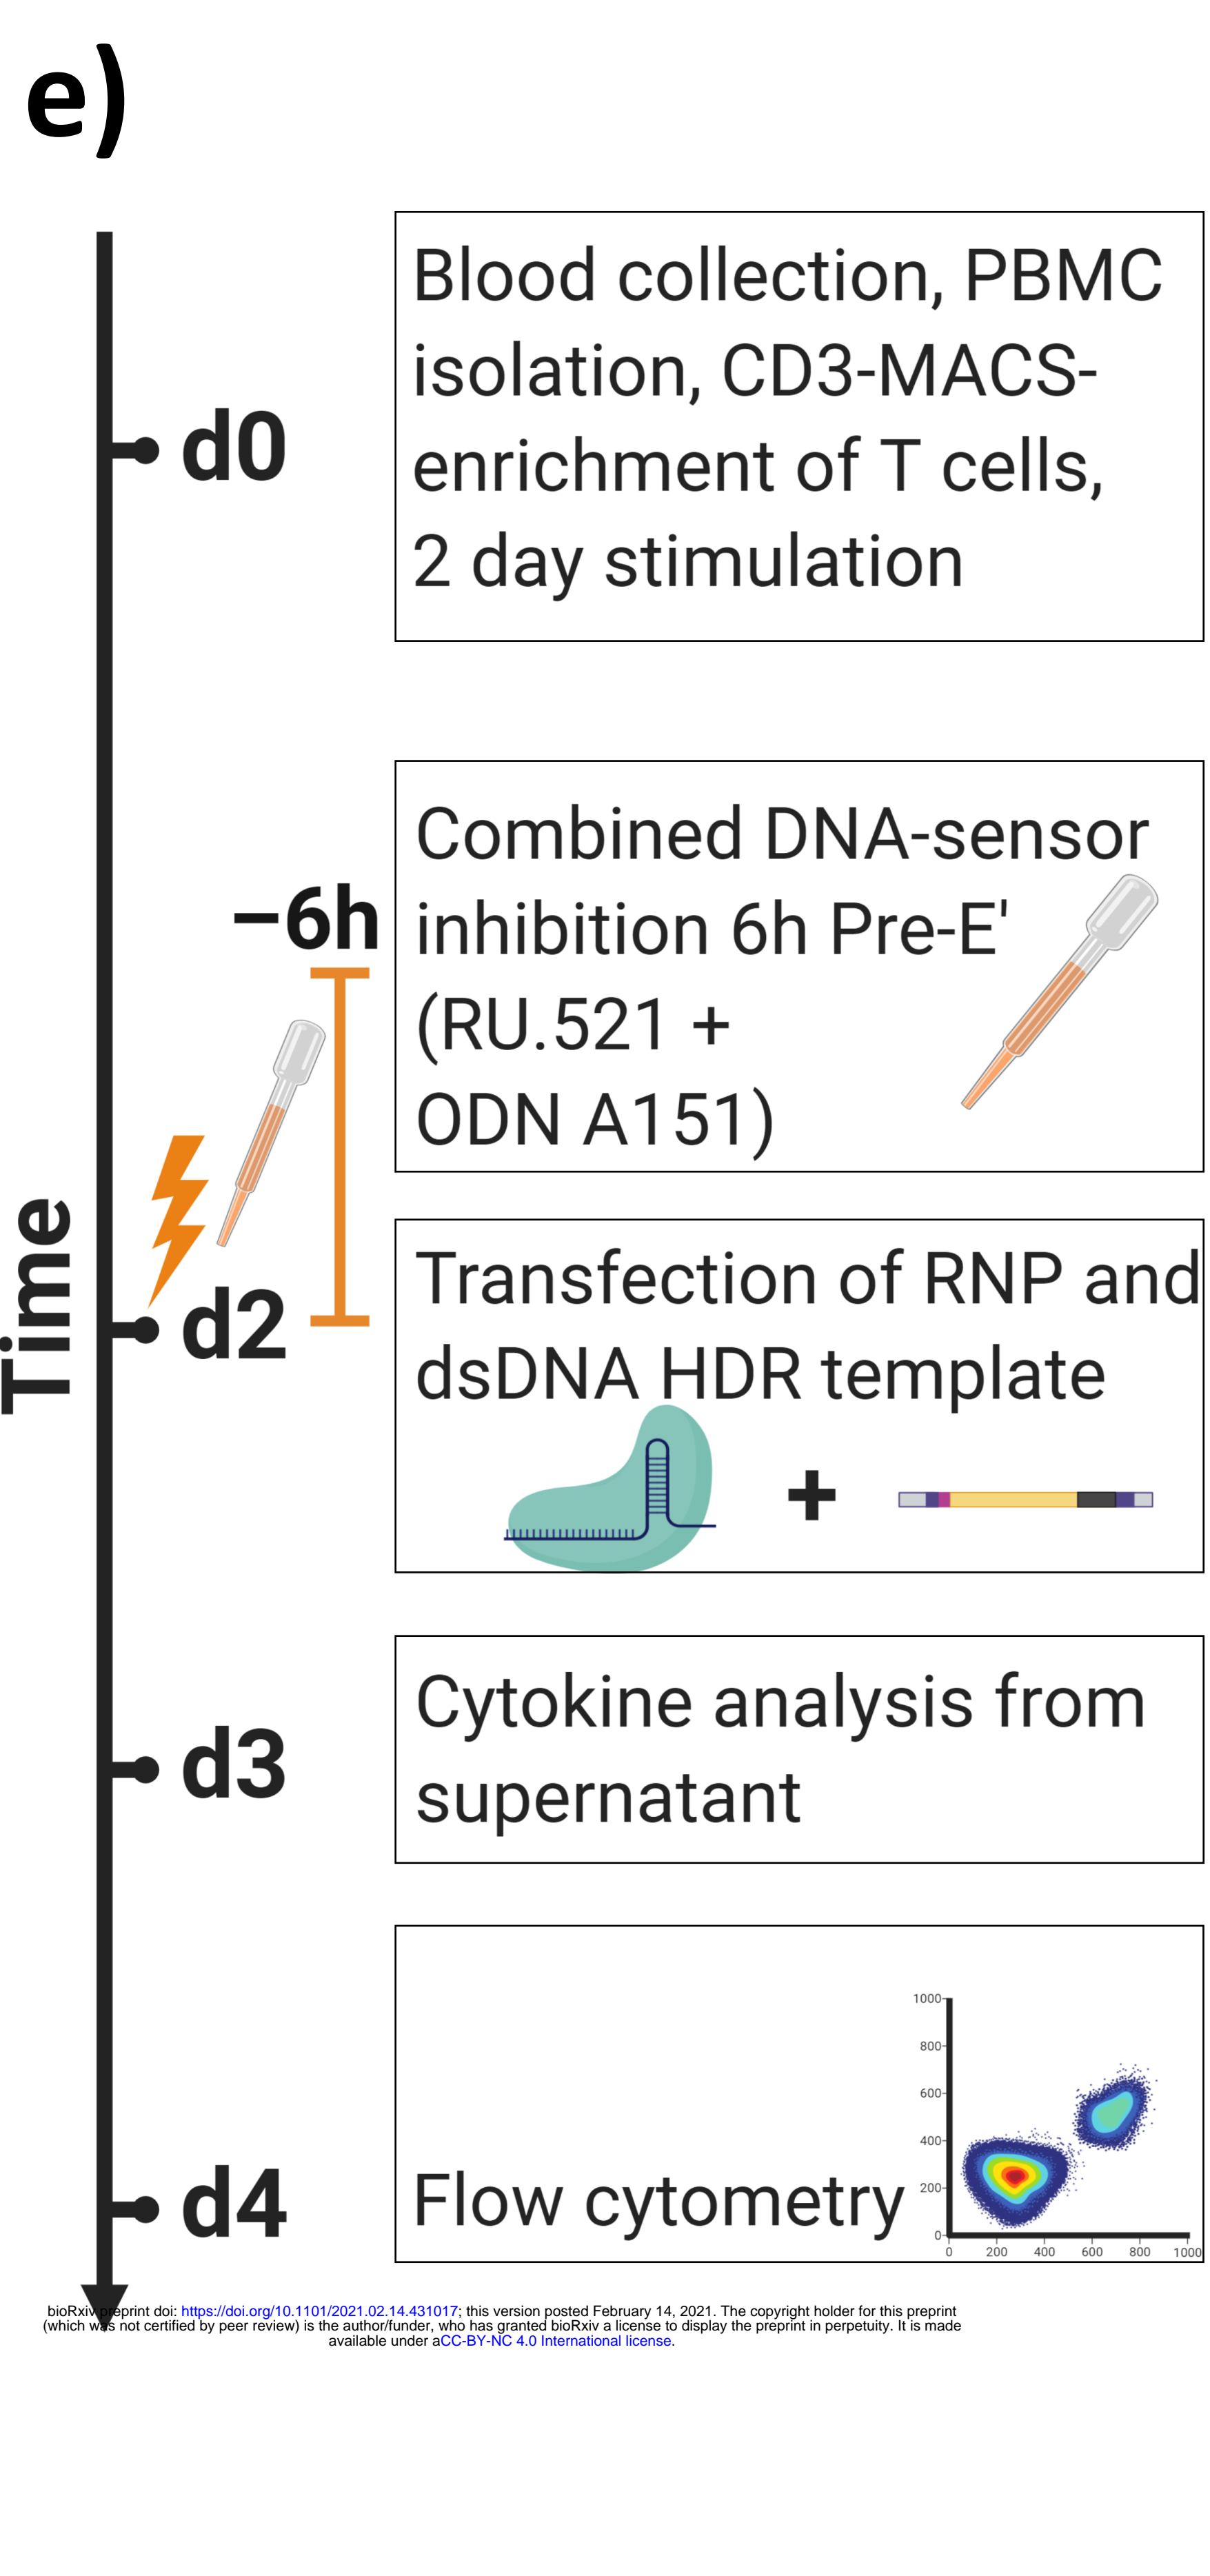 e)
Time
d0
Blood collection, PBMC
isolation, CD3-MACS-
enrichment of T cells,
2 day stimulation
–6h
Combined DNA-sensor
inhibition 6h Pre-E'
(RU.521 +
ODN A151)
d2
Transfection of RNP and
dsDNA HDR template
+
d3
Cytokine analysis from
supernatant
d4
Flow cytometry
1000
800
600
400
200
0
0 200 400 600 800 1000
bioRxiv preprint doi: https://doi.org/10.1101/2021.02.14.431017; this version posted February 14, 2021. The copyright holder for this preprint
(which was not certified by peer review) is the author/funder, who has granted bioRxiv a license to display the preprint in perpetuity. It is made
available under aCC-BY-NC 4.0 International license.